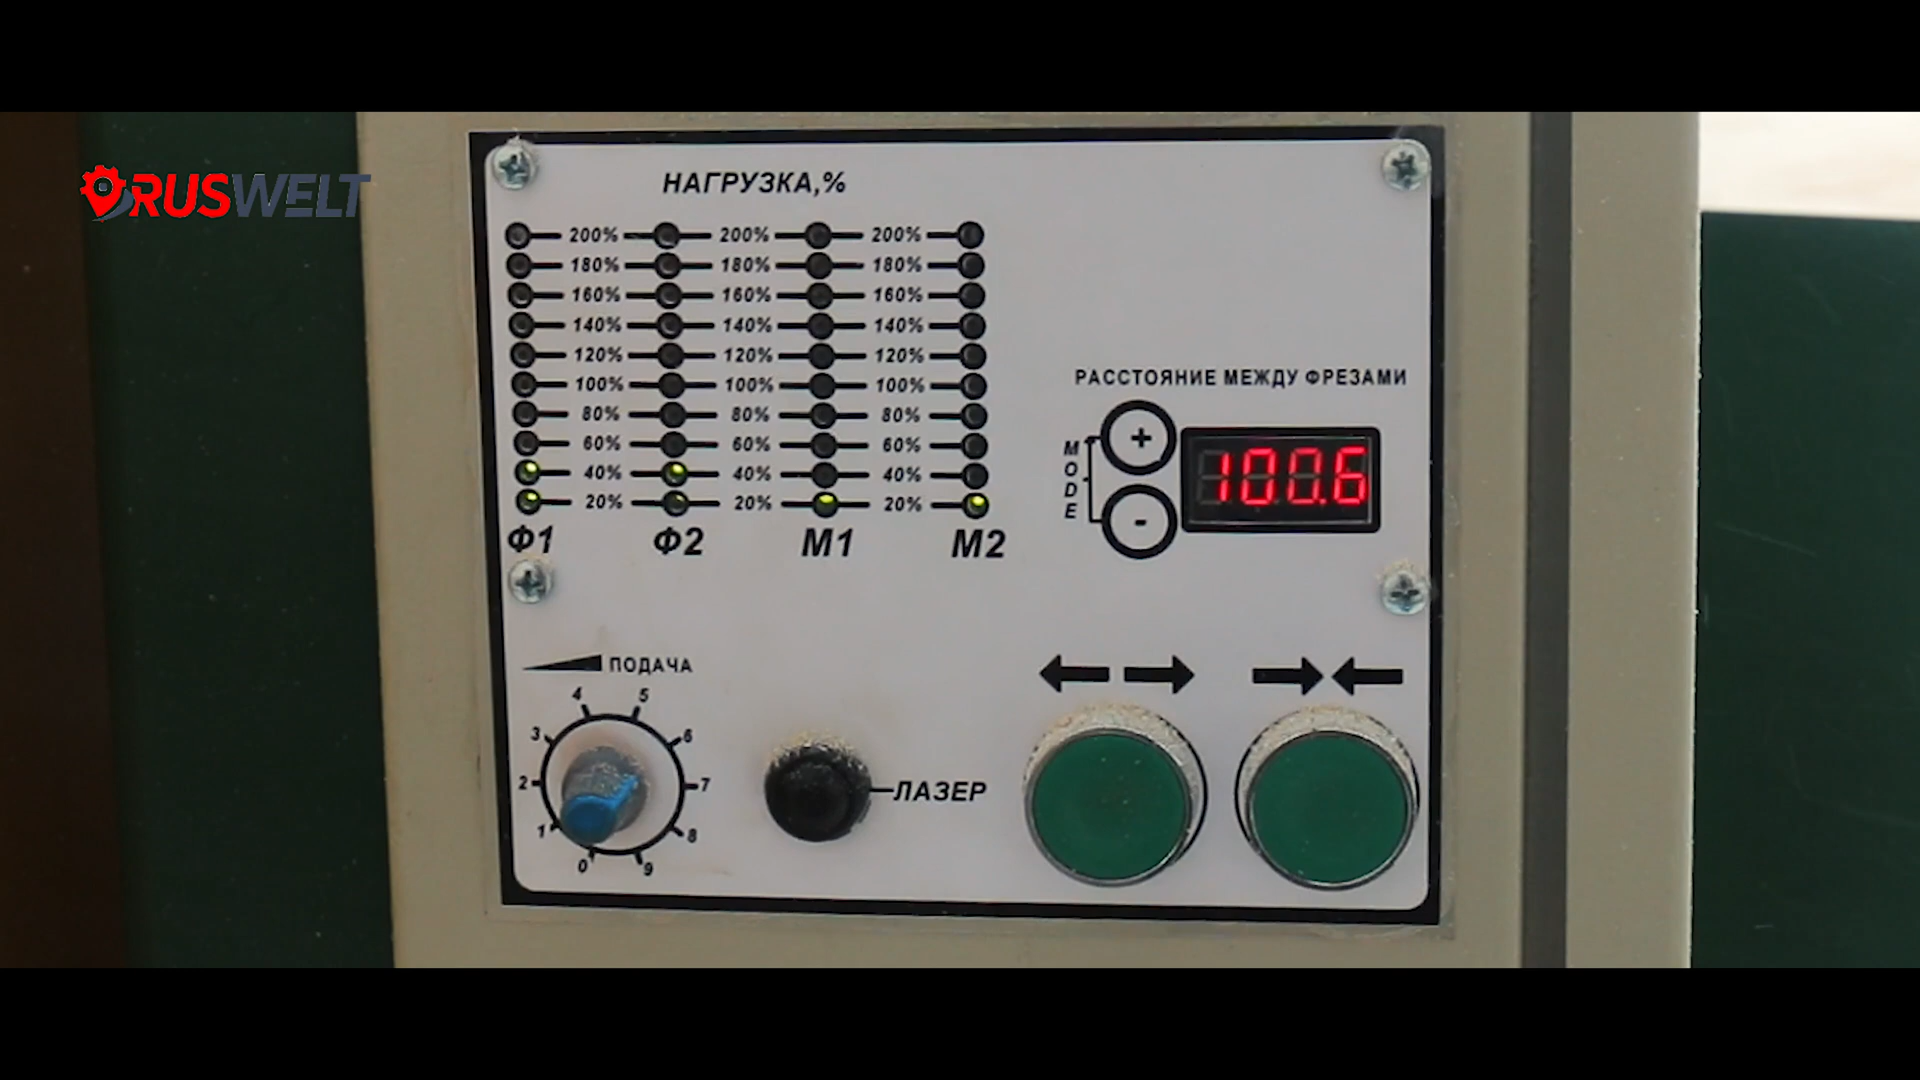 RUSWELT
НАГРУЗКА,%
200% 200% 200%
180% 180% 180%
160% 160% 160%
140% 140% 140%
120% 120% 120%
100% 100% 100%
80% 80% 80%
60% 60% 60%
40% 40% 40%
20% 20% 20%
Ф1 Ф2 М1 М2
РАССТОЯНИЕ МЕЖДУ ФРЕЗАМИ
MODE
+
-
100.6
ПОДАЧА
0 1 2 3 4 5 6 7 8 9
ЛАЗЕР